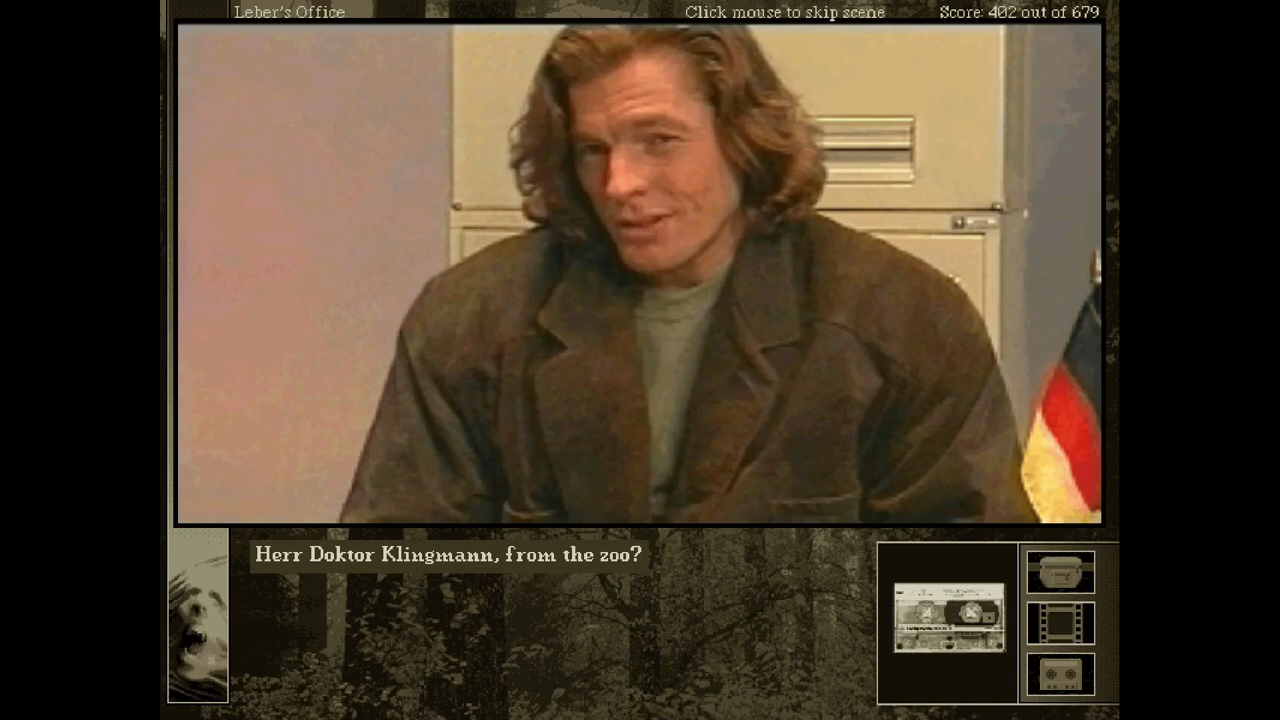 Leber's Office
Click mouse to skip scene
Score: 402 out of 679
Herr Doktor Klingmann, from the zoo?